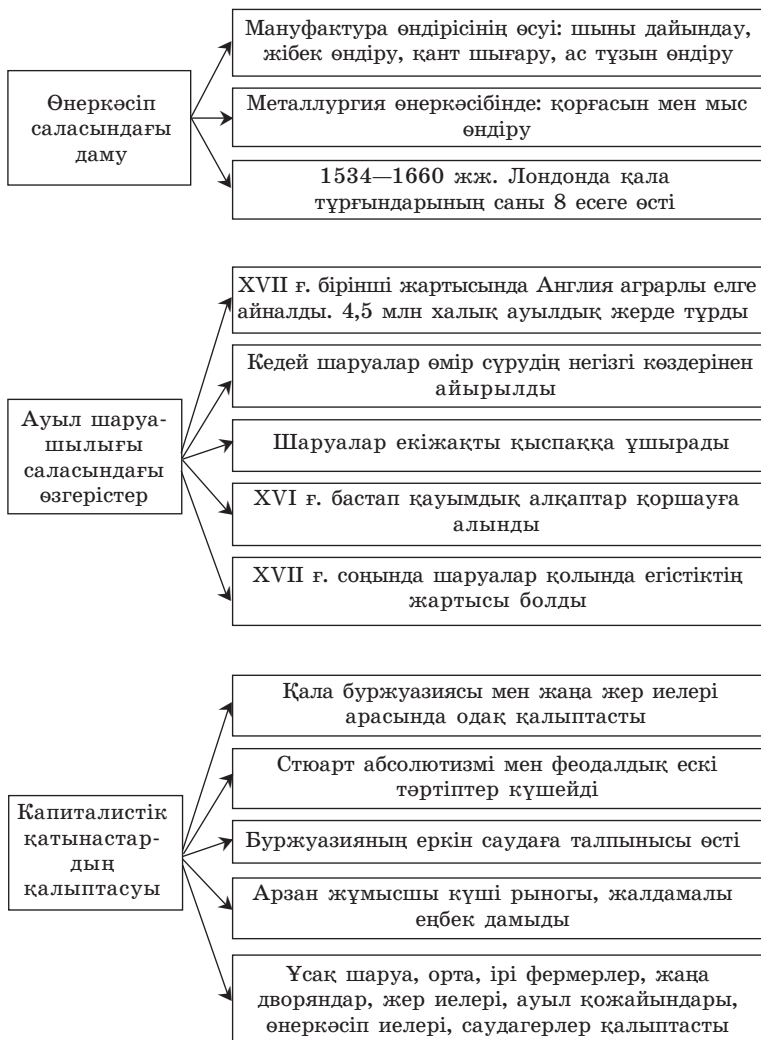 Мануфактура өндірісінің өсуі: шыны дайындау,
жібек өндіру, қант шығару, ас тұзын өндіру
Өнеркәсіп
саласындағы
даму
Металлургия өнеркәсібінде: қорғасын мен мыс
өндіру
1534—1660 жж. Лондонда қала
тұрғындарының саны 8 есеге өсті
XVII ғ. бірінші жартысында Англия аграрлы елге
айналды. 4,5 млн халық ауылдық жерде тұрды
Кедей шаруалар өмір сүрудің негізгі көздерінен
айырылды
Ауыл шаруа-
шылығы
саласындағы
өзгерістер
Шаруалар екіжақты қыспаққа ұшырады
XVI ғ. бастап қауымдық алқаптар қоршауға
алынды
XVII ғ. соңында шаруалар қолында егістіктің
жартысы болды
Қала буржуазиясы мен жаңа жер иелері
арасында одақ қалыптасты
Стюарт абсолютизмі мен феодалдық ескі
тәртіптер күшейді
Капиталистік
қатынастар-
дың
қалыптасуы
Буржуазияның еркін саудаға талпынысы өсті
Арзан жұмысшы күші рыногы, жалдамалы
еңбек дамыды
Ұсақ шаруа, орта, ірі фермерлер, жаңа
дворяндар, жер иелері, ауыл қожайындары,
өнеркәсіп иелері, саудагерлер қалыптасты